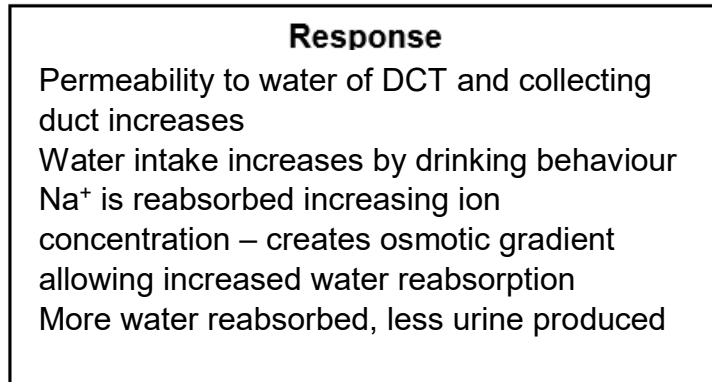 Response
Permeability to water of DCT and collecting
duct increases
Water intake increases by drinking behaviour
Na⁺ is reabsorbed increasing ion
concentration – creates osmotic gradient
allowing increased water reabsorption
More water reabsorbed, less urine produced